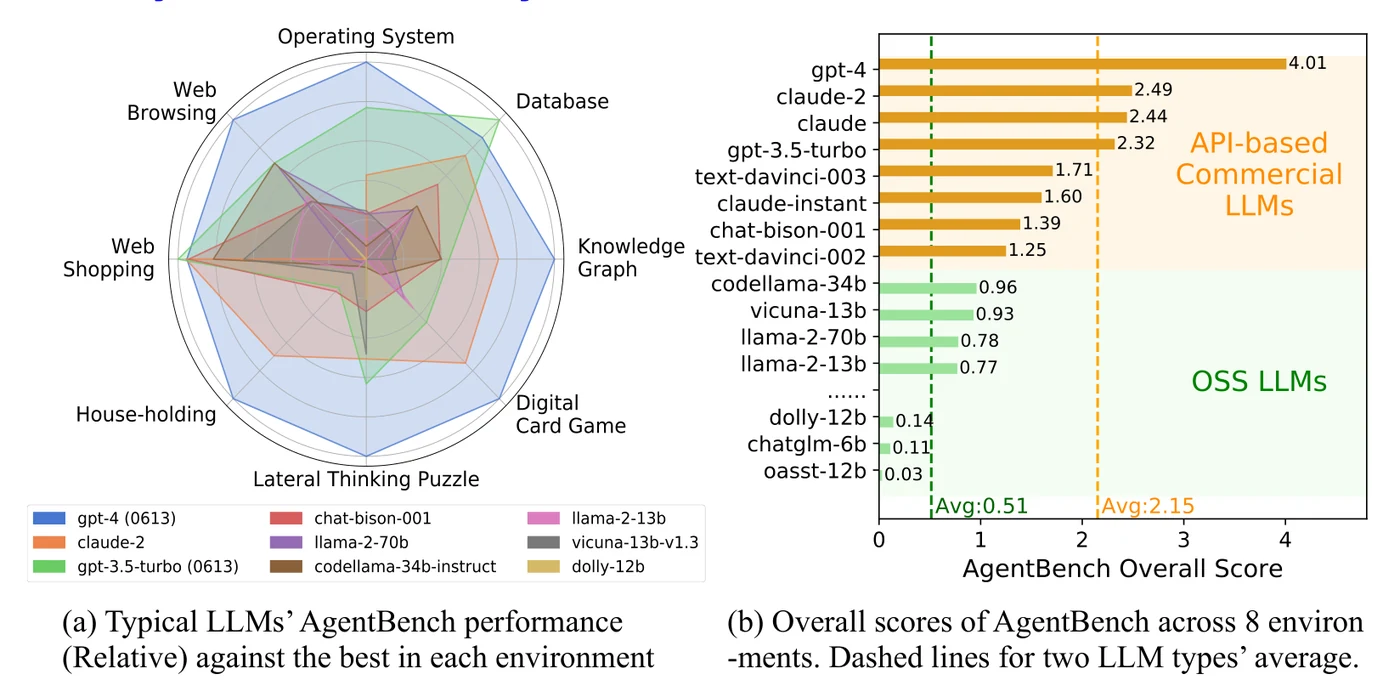 Operating System
Web
Browsing
Database
Web
Shopping
Knowledge
Graph
House-holding
Digital
Card Game
Lateral Thinking Puzzle
gpt-4 (0613)
claude-2
gpt-3.5-turbo (0613)
chat-bison-001
llama-2-70b
codellama-34b-instruct
llama-2-13b
vicuna-13b-v1.3
dolly-12b
(a) Typical LLMs’ AgentBench performance
(Relative) against the best in each environment
gpt-4 4.01
claude-2 2.49
claude 2.44
gpt-3.5-turbo 2.32
text-davinci-003 1.71
claude-instant 1.60
chat-bison-001 1.39
text-davinci-002 1.25
codellama-34b 0.96
vicuna-13b 0.93
llama-2-70b 0.78
llama-2-13b 0.77
......
dolly-12b 0.14
chatglm-6b 0.11
oasst-12b 0.03
API-based
Commercial
LLMs
OSS LLMs
Avg:0.51 Avg:2.15
0 1 2 3 4
AgentBench Overall Score
(b) Overall scores of AgentBench across 8 environ
-ments. Dashed lines for two LLM types’ average.